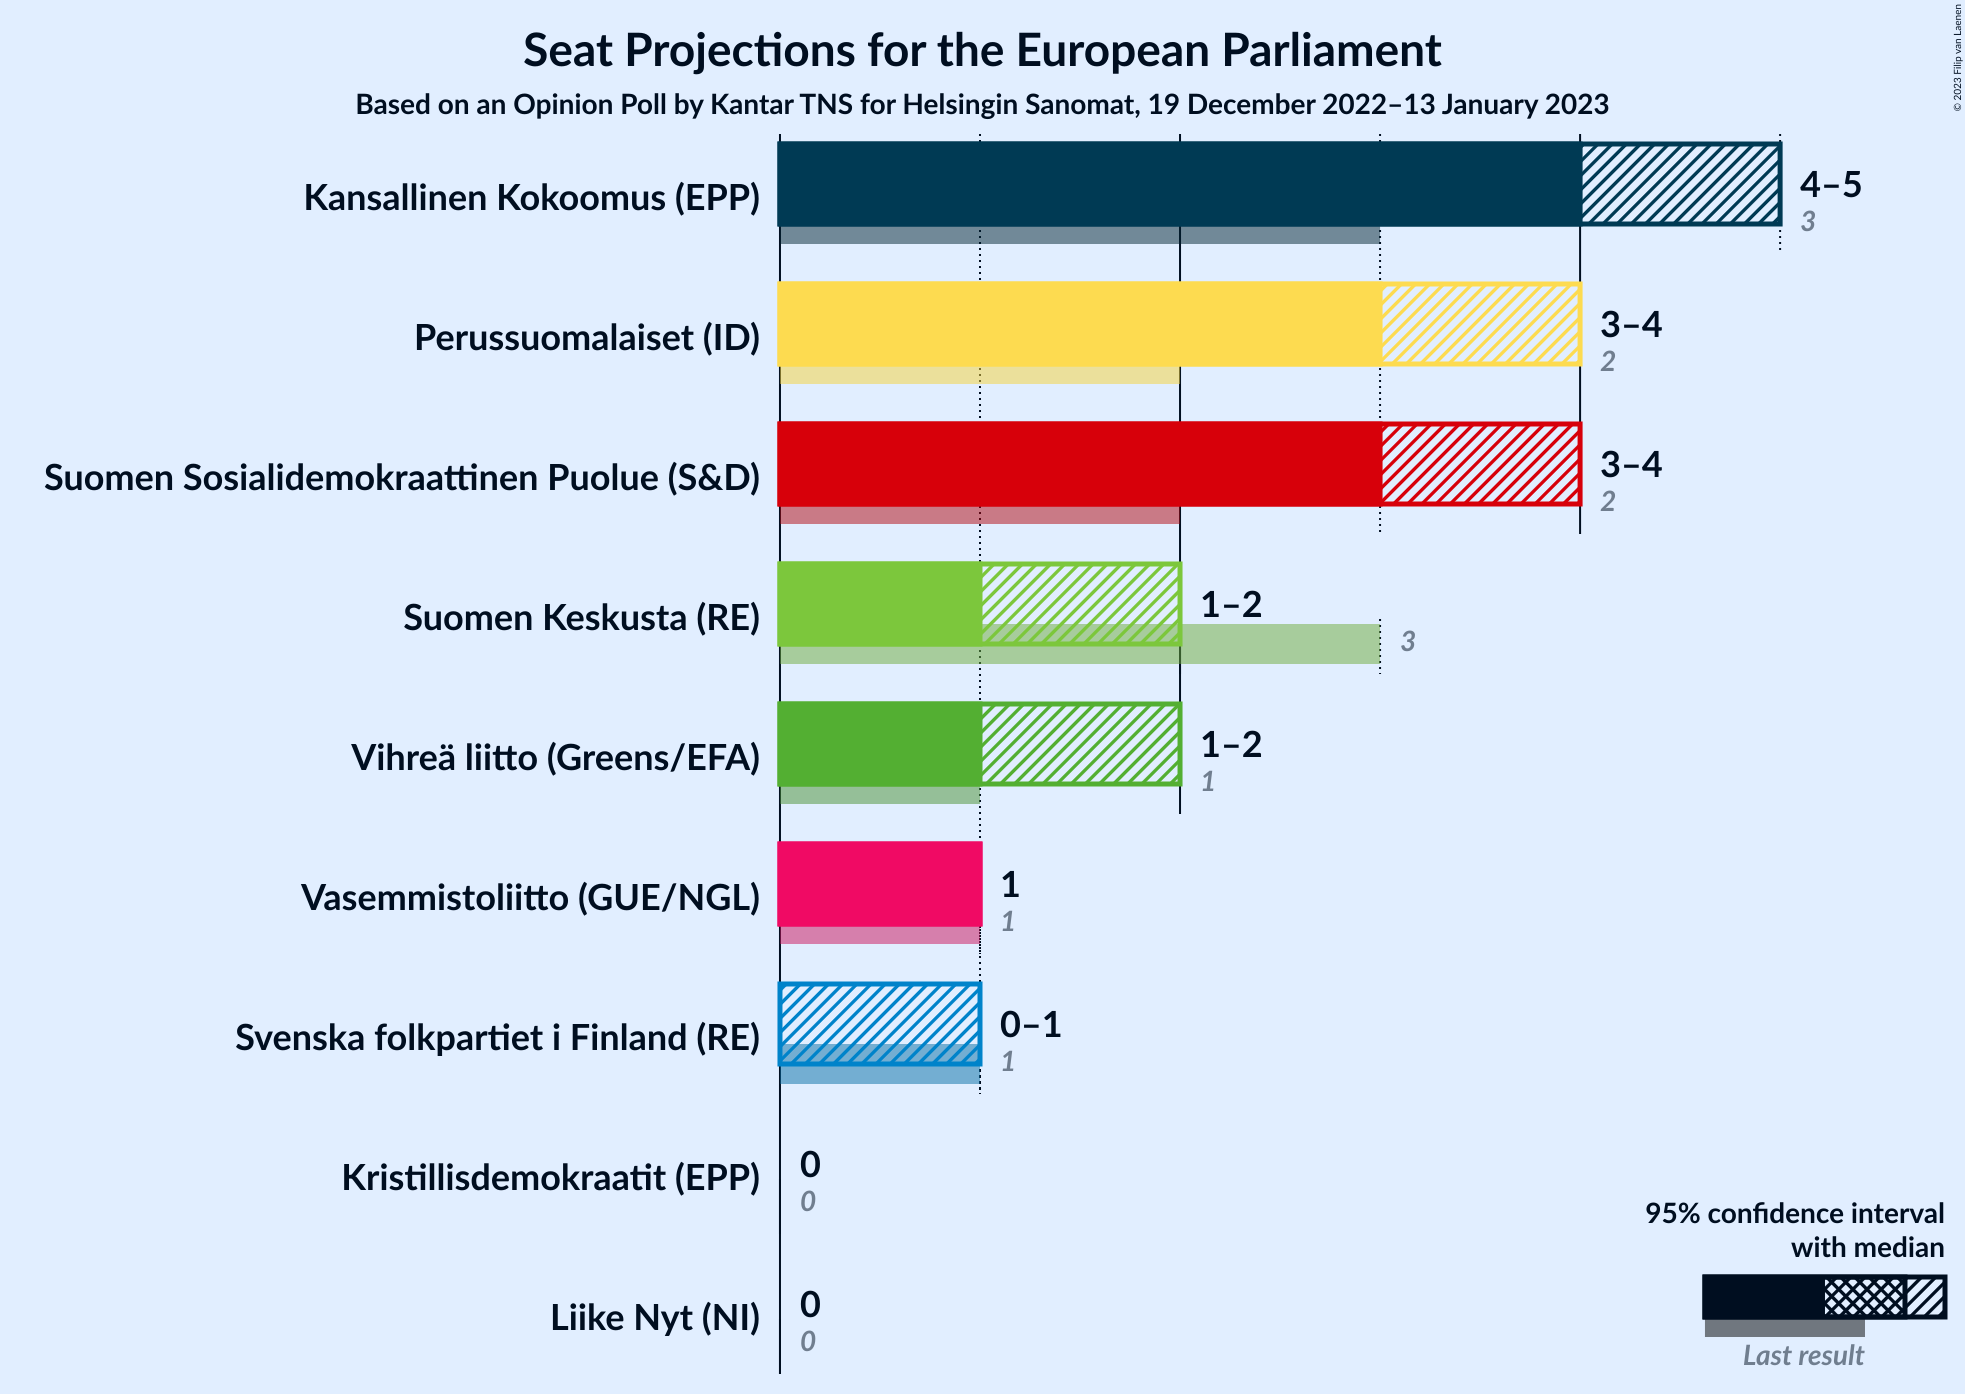 Seat Projections for the European Parliament
Based on an Opinion Poll by Kantar TNS for Helsingin Sanomat, 19 December 2022–13 January 2023
© 2023 Filip van Laenen
Kansallinen Kokoomus (EPP)
4–5
3
Perussuomalaiset (ID)
3–4
2
Suomen Sosialidemokraattinen Puolue (S&D)
3–4
2
Suomen Keskusta (RE)
1–2
3
Vihreä liitto (Greens/EFA)
1–2
1
Vasemmistoliitto (GUE/NGL)
1
1
Svenska folkpartiet i Finland (RE)
0–1
1
Kristillisdemokraatit (EPP)
0
0
Liike Nyt (NI)
0
0
95% confidence interval
with median
Last result